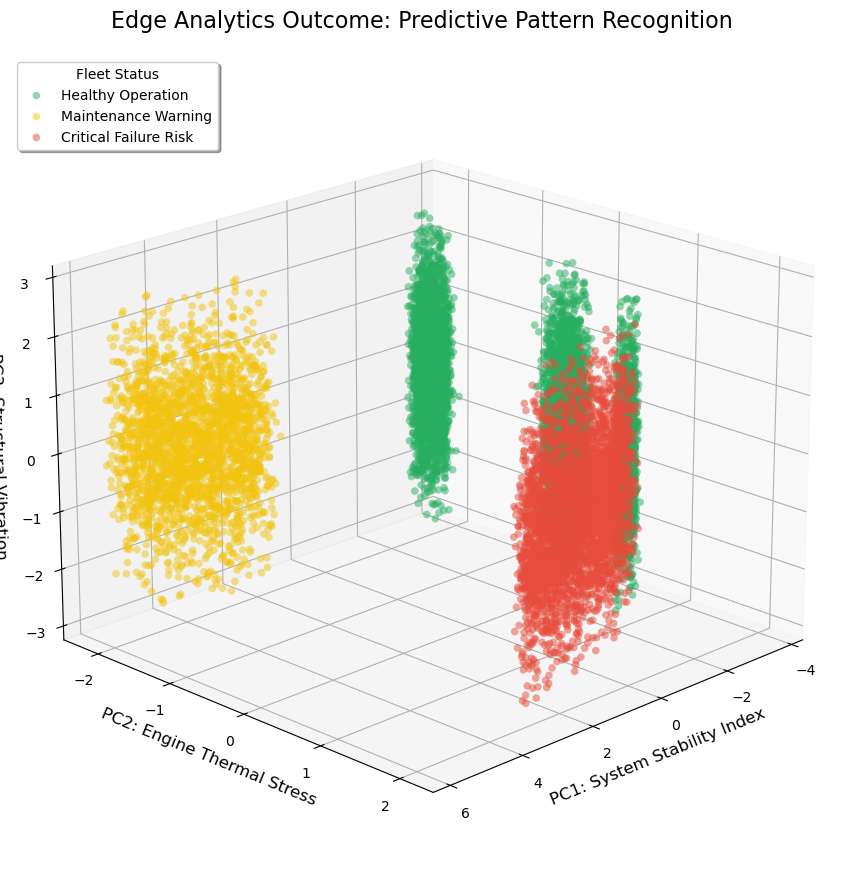 Edge Analytics Outcome: Predictive Pattern Recognition
Fleet Status
Healthy Operation
Maintenance Warning
Critical Failure Risk
3
2
1
0
−1
−2
−3
Structural Vibration
−2
−1
0
1
2
PC2: Engine Thermal Stress
−4
−2
0
2
4
6
PC1: System Stability Index